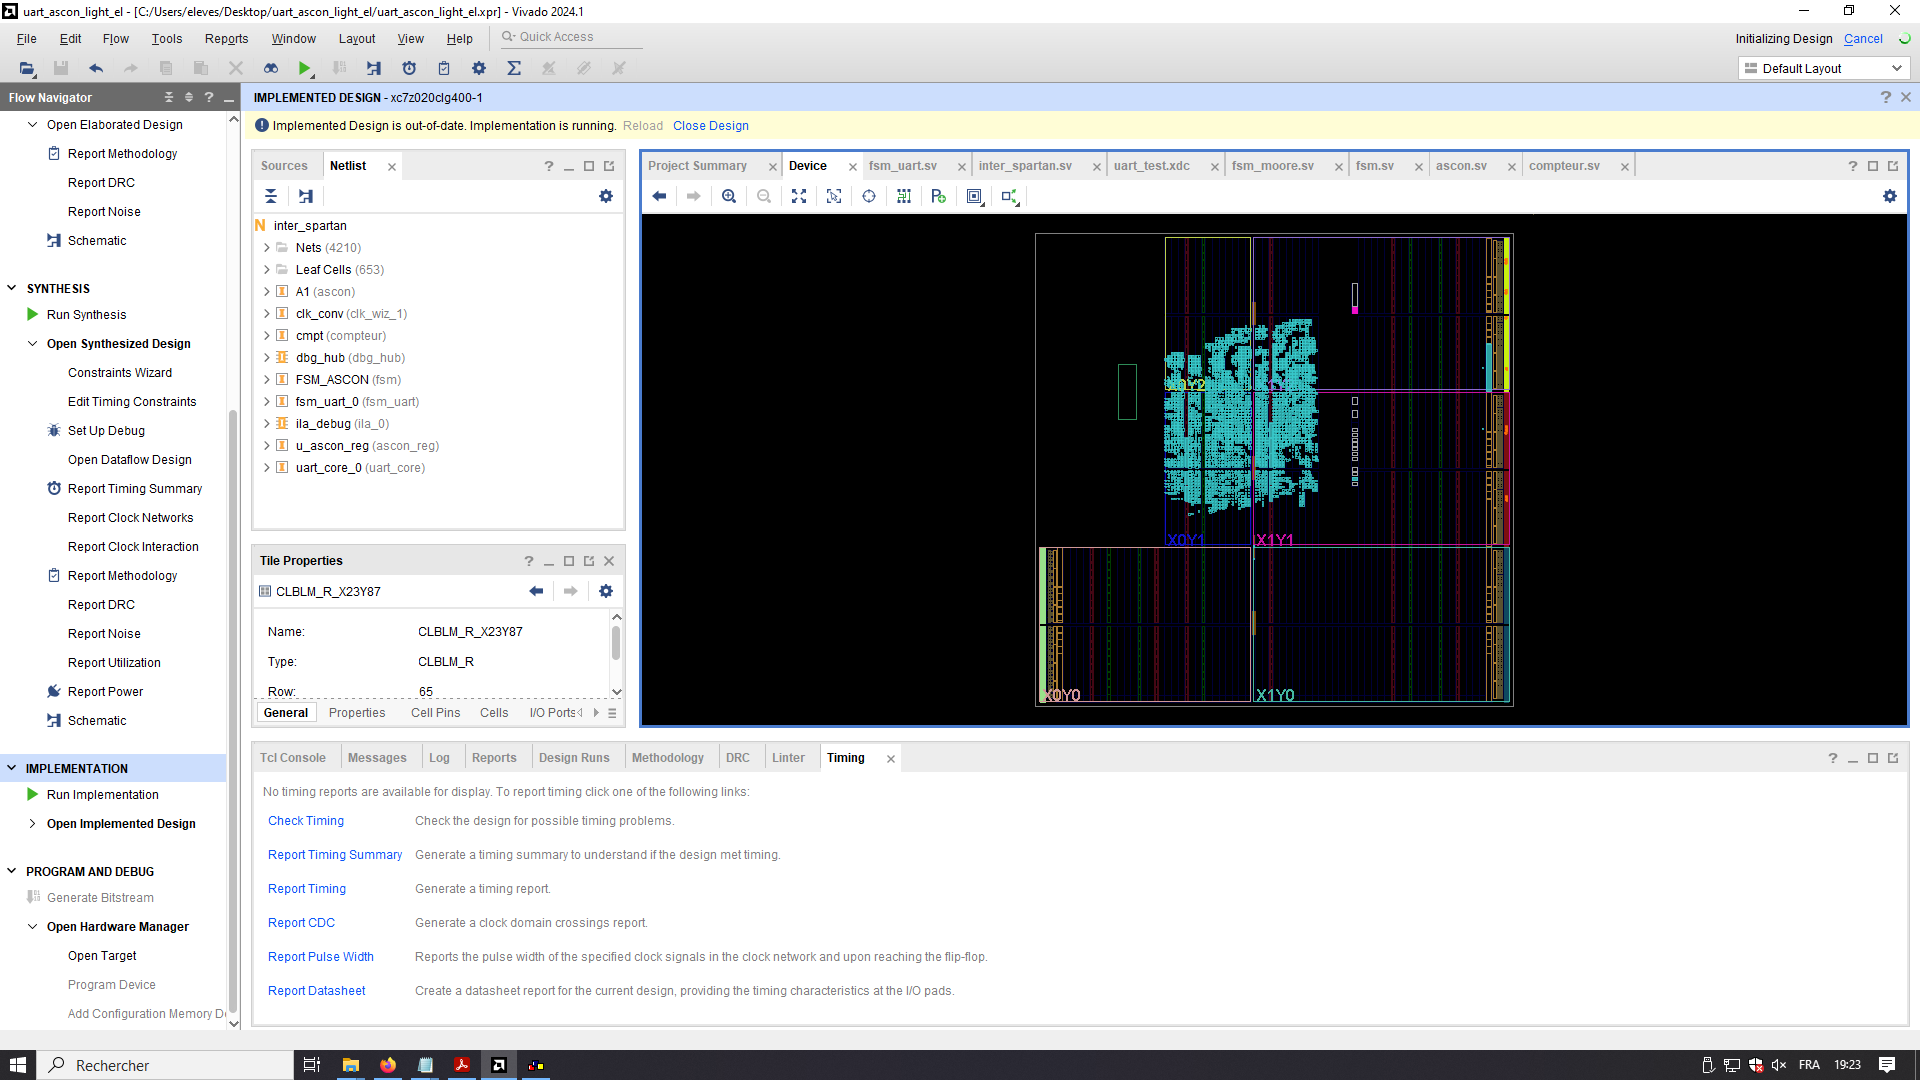 uart_ascon_light_el - [C:/Users/eleves/Desktop/uart_ascon_light_el/uart_ascon_light_el.xpr] - Vivado 2024.1
File Edit Flow Tools Reports Window Layout View Help Quick Access
Initializing Design Cancel
Default Layout
Flow Navigator
IMPLEMENTED DESIGN - xc7z020clg400-1
Implemented Design is out-of-date. Implementation is running. Reload Close Design
Open Elaborated Design
Report Methodology
Report DRC
Report Noise
Schematic
SYNTHESIS
Run Synthesis
Open Synthesized Design
Constraints Wizard
Edit Timing Constraints
Set Up Debug
Open Dataflow Design
Report Timing Summary
Report Clock Networks
Report Clock Interaction
Report Methodology
Report DRC
Report Noise
Report Utilization
Report Power
Schematic
IMPLEMENTATION
Run Implementation
Open Implemented Design
PROGRAM AND DEBUG
Generate Bitstream
Open Hardware Manager
Open Target
Program Device
Add Configuration Memory De
Sources Netlist
inter_spartan
Nets (4210)
Leaf Cells (653)
A1 (ascon)
clk_conv (clk_wiz_1)
cmpt (compteur)
dbg_hub (dbg_hub)
FSM_ASCON (fsm)
fsm_uart_0 (fsm_uart)
ila_debug (ila_0)
u_ascon_reg (ascon_reg)
uart_core_0 (uart_core)
Tile Properties
CLBLM_R_X23Y87
Name: CLBLM_R_X23Y87
Type: CLBLM_R
Row: 65
General Properties Cell Pins Cells I/O Ports
Project Summary Device fsm_uart.sv inter_spartan.sv uart_test.xdc fsm_moore.sv fsm.sv ascon.sv compteur.sv
X0Y2
X0Y1 X1Y1
X0Y0 X1Y0
Tcl Console Messages Log Reports Design Runs Methodology DRC Linter Timing
No timing reports are available for display. To report timing click one of the following links:
Check Timing Check the design for possible timing problems.
Report Timing Summary Generate a timing summary to understand if the design met timing.
Report Timing Generate a timing report.
Report CDC Generate a clock domain crossings report.
Report Pulse Width Reports the pulse width of the specified clock signals in the clock network and upon reaching the flip-flop.
Report Datasheet Create a datasheet report for the current design, providing the timing characteristics at the I/O pads.
Rechercher FRA 19:23